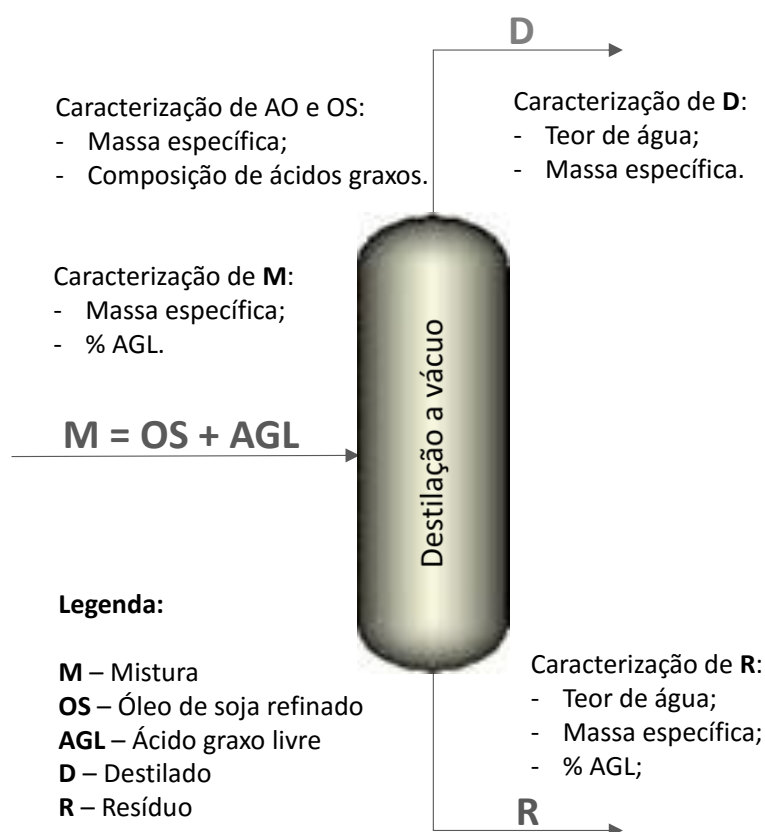 D
Caracterização de AO e OS:
- Massa específica;
- Composição de ácidos graxos.
Caracterização de D:
- Teor de água;
- Massa específica.
Caracterização de M:
- Massa específica;
- % AGL.
M = OS + AGL
Destilação a vácuo
Legenda:
M – Mistura
OS – Óleo de soja refinado
AGL – Ácido graxo livre
D – Destilado
R – Resíduo
Caracterização de R:
- Teor de água;
- Massa específica;
- % AGL;
R